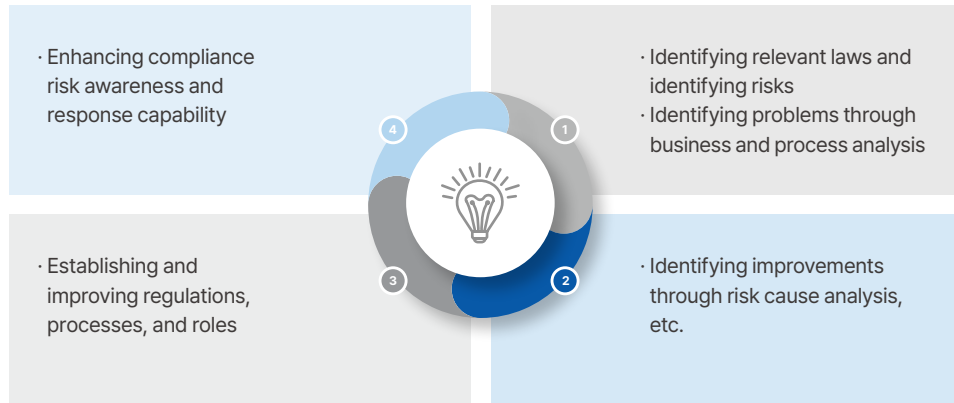 · Enhancing compliance
risk awareness and
response capability
4
1
· Identifying relevant laws and
identifying risks
· Identifying problems through
business and process analysis
· Establishing and
improving regulations,
processes, and roles
3
2
· Identifying improvements
through risk cause analysis,
etc.